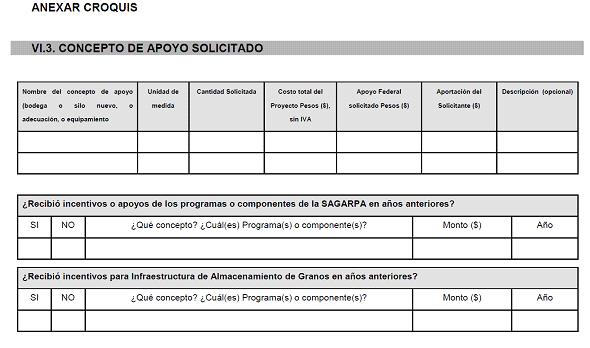 ANEXAR CROQUIS
VI.3. CONCEPTO DE APOYO SOLICITADO
Nombre del concepto de apoyo
(bodega o silo nuevo, o
adecuación, o equipamiento
Unidad de
medida
Cantidad Solicitada
Costo total del
Proyecto Pesos ($),
sin IVA
Apoyo Federal
solicitado Pesos ($)
Aportación del
Solicitante ($)
Descripción (opcional)
¿Recibió incentivos o apoyos de los programas o componentes de la SAGARPA en años anteriores?
SI NO ¿Qué concepto? ¿Cuál(es) Programa(s) o componente(s)? Monto ($) Año
¿Recibió incentivos para Infraestructura de Almacenamiento de Granos en años anteriores?
SI NO ¿Qué concepto? ¿Cuál(es) Programa(s) o componente(s)? Monto ($) Año